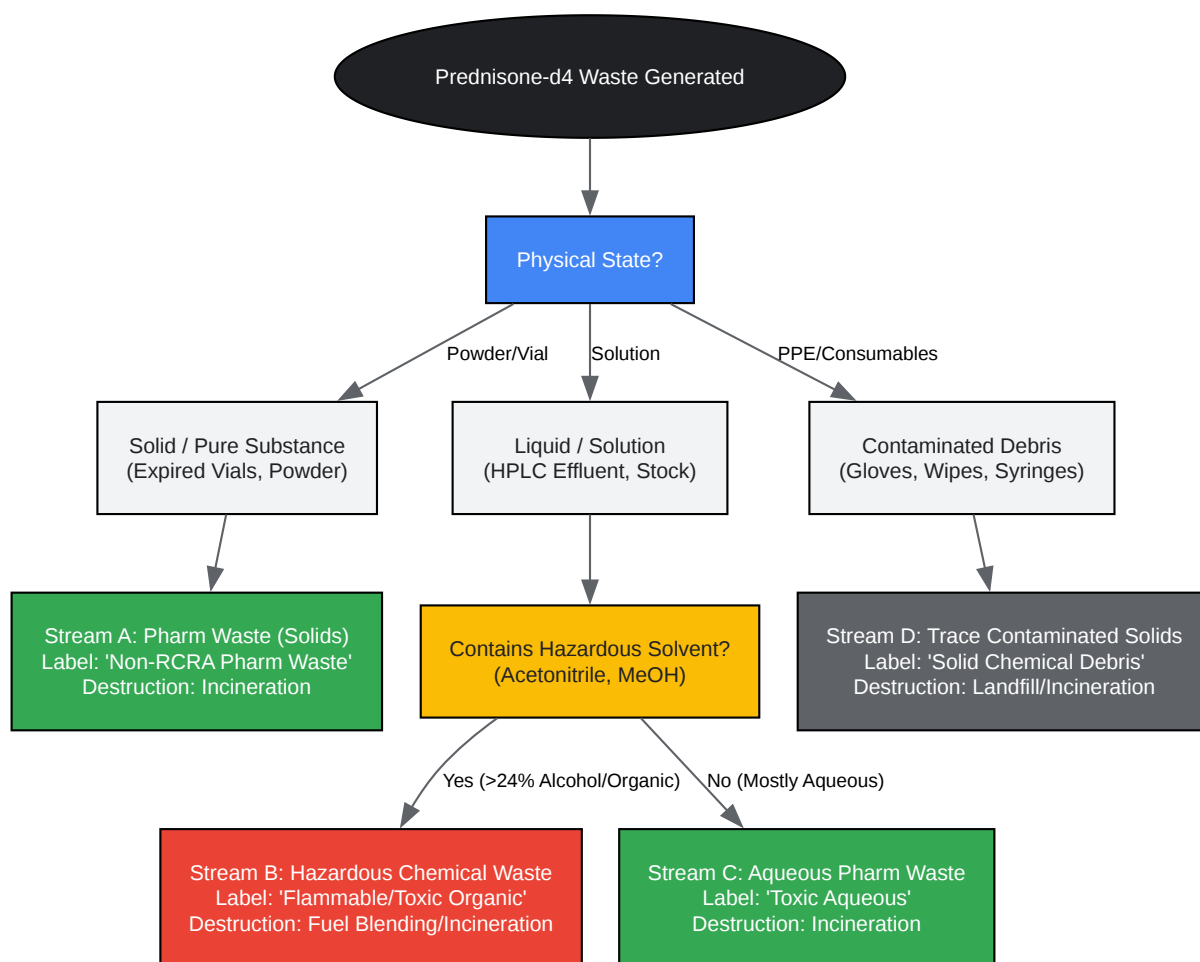 Prednisone-d4 Waste Generated
Physical State?
Powder/Vial
Solution
PPE/Consumables
Solid / Pure Substance
(Expired Vials, Powder)
Liquid / Solution
(HPLC Effluent, Stock)
Contaminated Debris
(Gloves, Wipes, Syringes)
Stream A: Pharm Waste (Solids)
Label: 'Non-RCRA Pharm Waste'
Destruction: Incineration
Contains Hazardous Solvent?
(Acetonitrile, MeOH)
Stream D: Trace Contaminated Solids
Label: 'Solid Chemical Debris'
Destruction: Landfill/Incineration
Yes (>24% Alcohol/Organic)
No (Mostly Aqueous)
Stream B: Hazardous Chemical Waste
Label: 'Flammable/Toxic Organic'
Destruction: Fuel Blending/Incineration
Stream C: Aqueous Pharm Waste
Label: 'Toxic Aqueous'
Destruction: Incineration